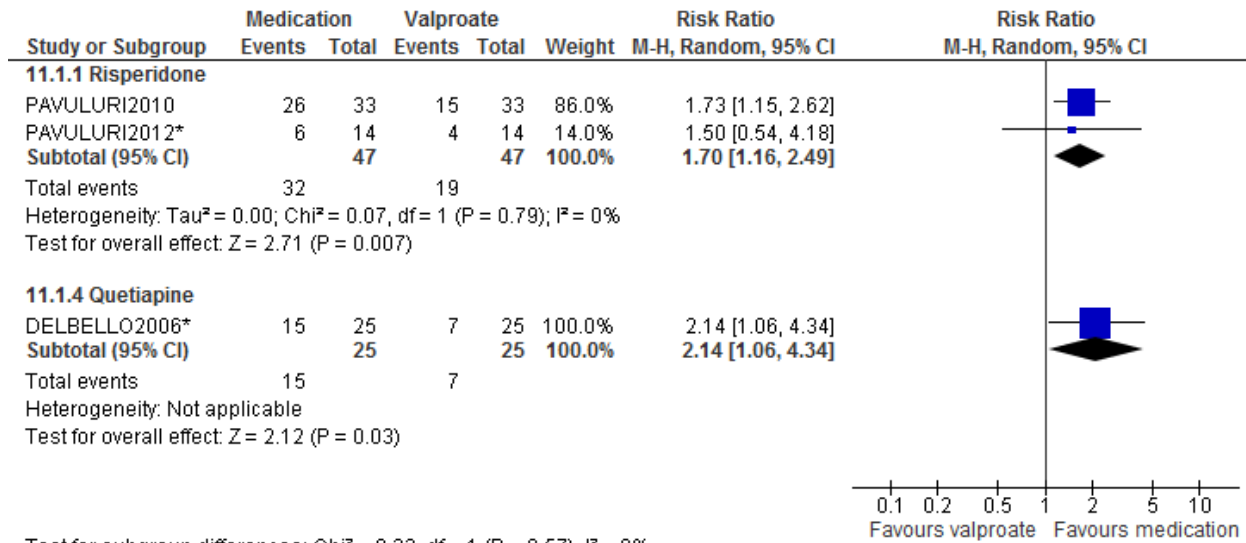 Medication Valproate Risk Ratio Risk Ratio
Study or Subgroup Events Total Events Total Weight M-H, Random, 95% CI M-H, Random, 95% CI
11.1.1 Risperidone
PAVULURI2010 26 33 15 33 86.0% 1.73 [1.15, 2.62]
PAVULURI2012* 6 14 4 14 14.0% 1.50 [0.54, 4.18]
Subtotal (95% CI) 47 47 100.0% 1.70 [1.16, 2.49]
Total events 32 19
Heterogeneity: Tau² = 0.00; Chi² = 0.07, df = 1 (P = 0.79); I² = 0%
Test for overall effect: Z = 2.71 (P = 0.007)
11.1.4 Quetiapine
DELBELLO2006* 15 25 7 25 100.0% 2.14 [1.06, 4.34]
Subtotal (95% CI) 25 25 100.0% 2.14 [1.06, 4.34]
Total events 15 7
Heterogeneity: Not applicable
Test for overall effect: Z = 2.12 (P = 0.03)
0.1 0.2 0.5 1 2 5 10
Favours valproate Favours medication